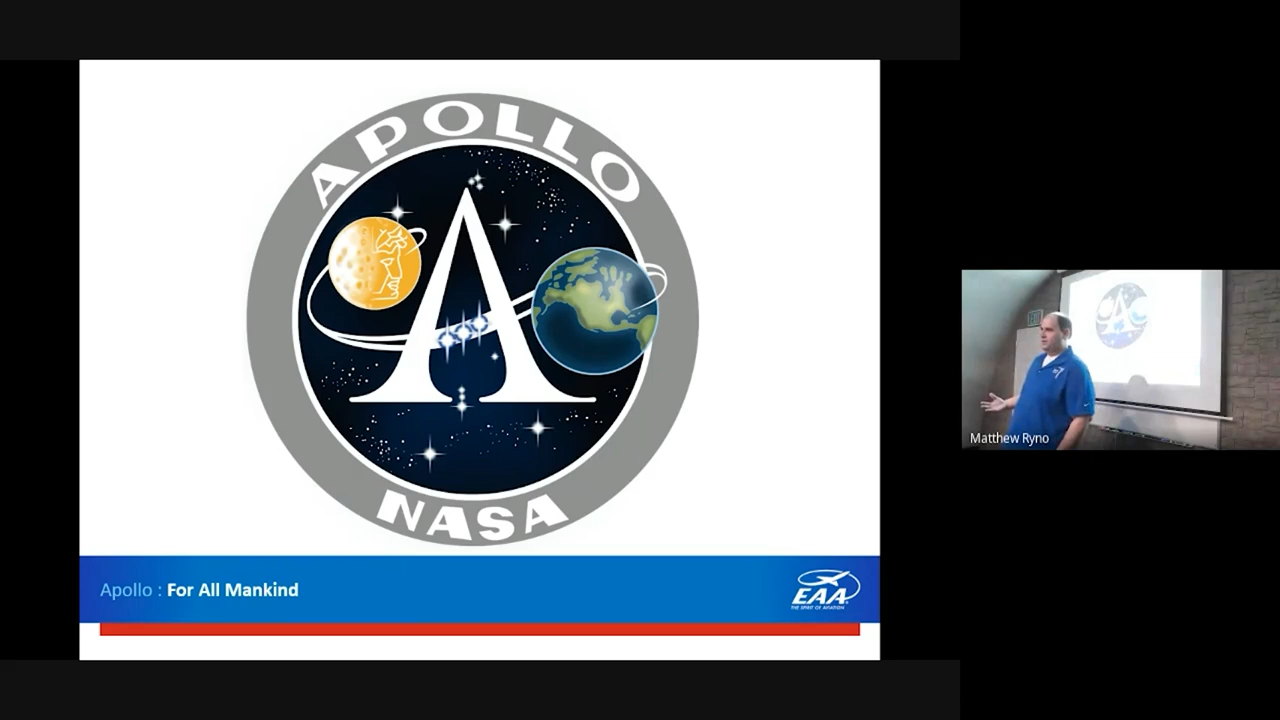 APOLLO
A
NASA
Apollo : For All Mankind
EAA
THE SPIRIT OF AVIATION
Matthew Ryno